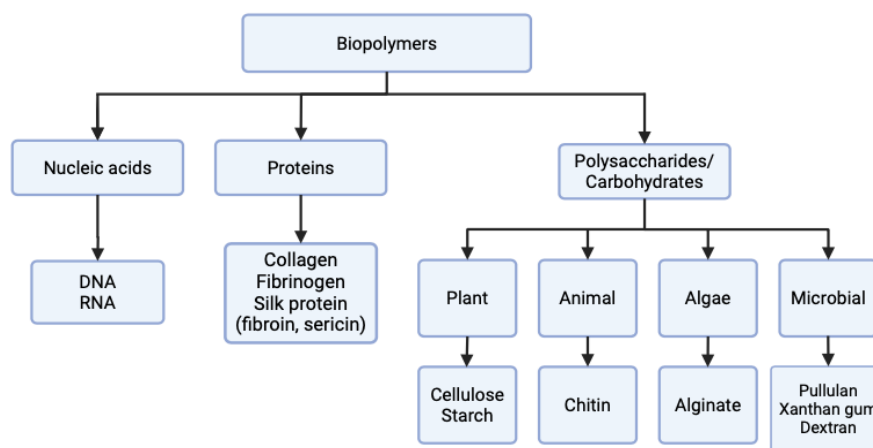 Biopolymers
Nucleic acids
Proteins
Polysaccharides/
Carbohydrates
DNA
RNA
Collagen
Fibrinogen
Silk protein
(fibroin, sericin)
Plant
Animal
Algae
Microbial
Cellulose
Starch
Chitin
Alginate
Pullulan
Xanthan gum
Dextran